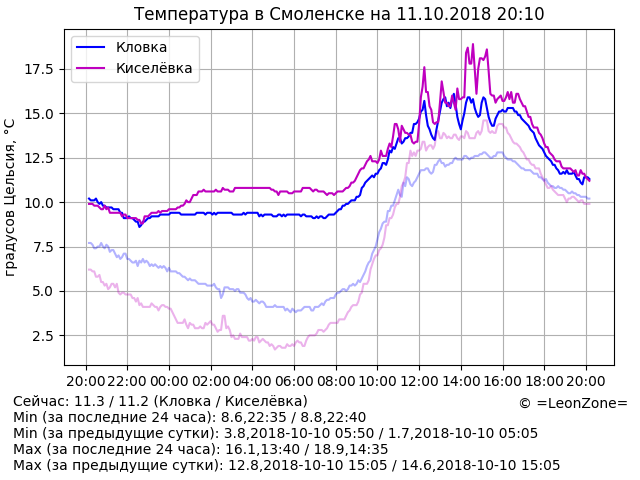 Температура в Смоленске на 11.10.2018 20:10
Кловка
Киселёвка
градусов Цельсия, °C
17.5
15.0
12.5
10.0
7.5
5.0
2.5
20:00 22:00 00:00 02:00 04:00 06:00 08:00 10:00 12:00 14:00 16:00 18:00 20:00
Сейчас: 11.3 / 11.2 (Кловка / Киселёвка)
© =LeonZone=
Min (за последние 24 часа): 8.6,22:35 / 8.8,22:40
Min (за предыдущие сутки): 3.8,2018-10-10 05:50 / 1.7,2018-10-10 05:05
Max (за последние 24 часа): 16.1,13:40 / 18.9,14:35
Max (за предыдущие сутки): 12.8,2018-10-10 15:05 / 14.6,2018-10-10 15:05